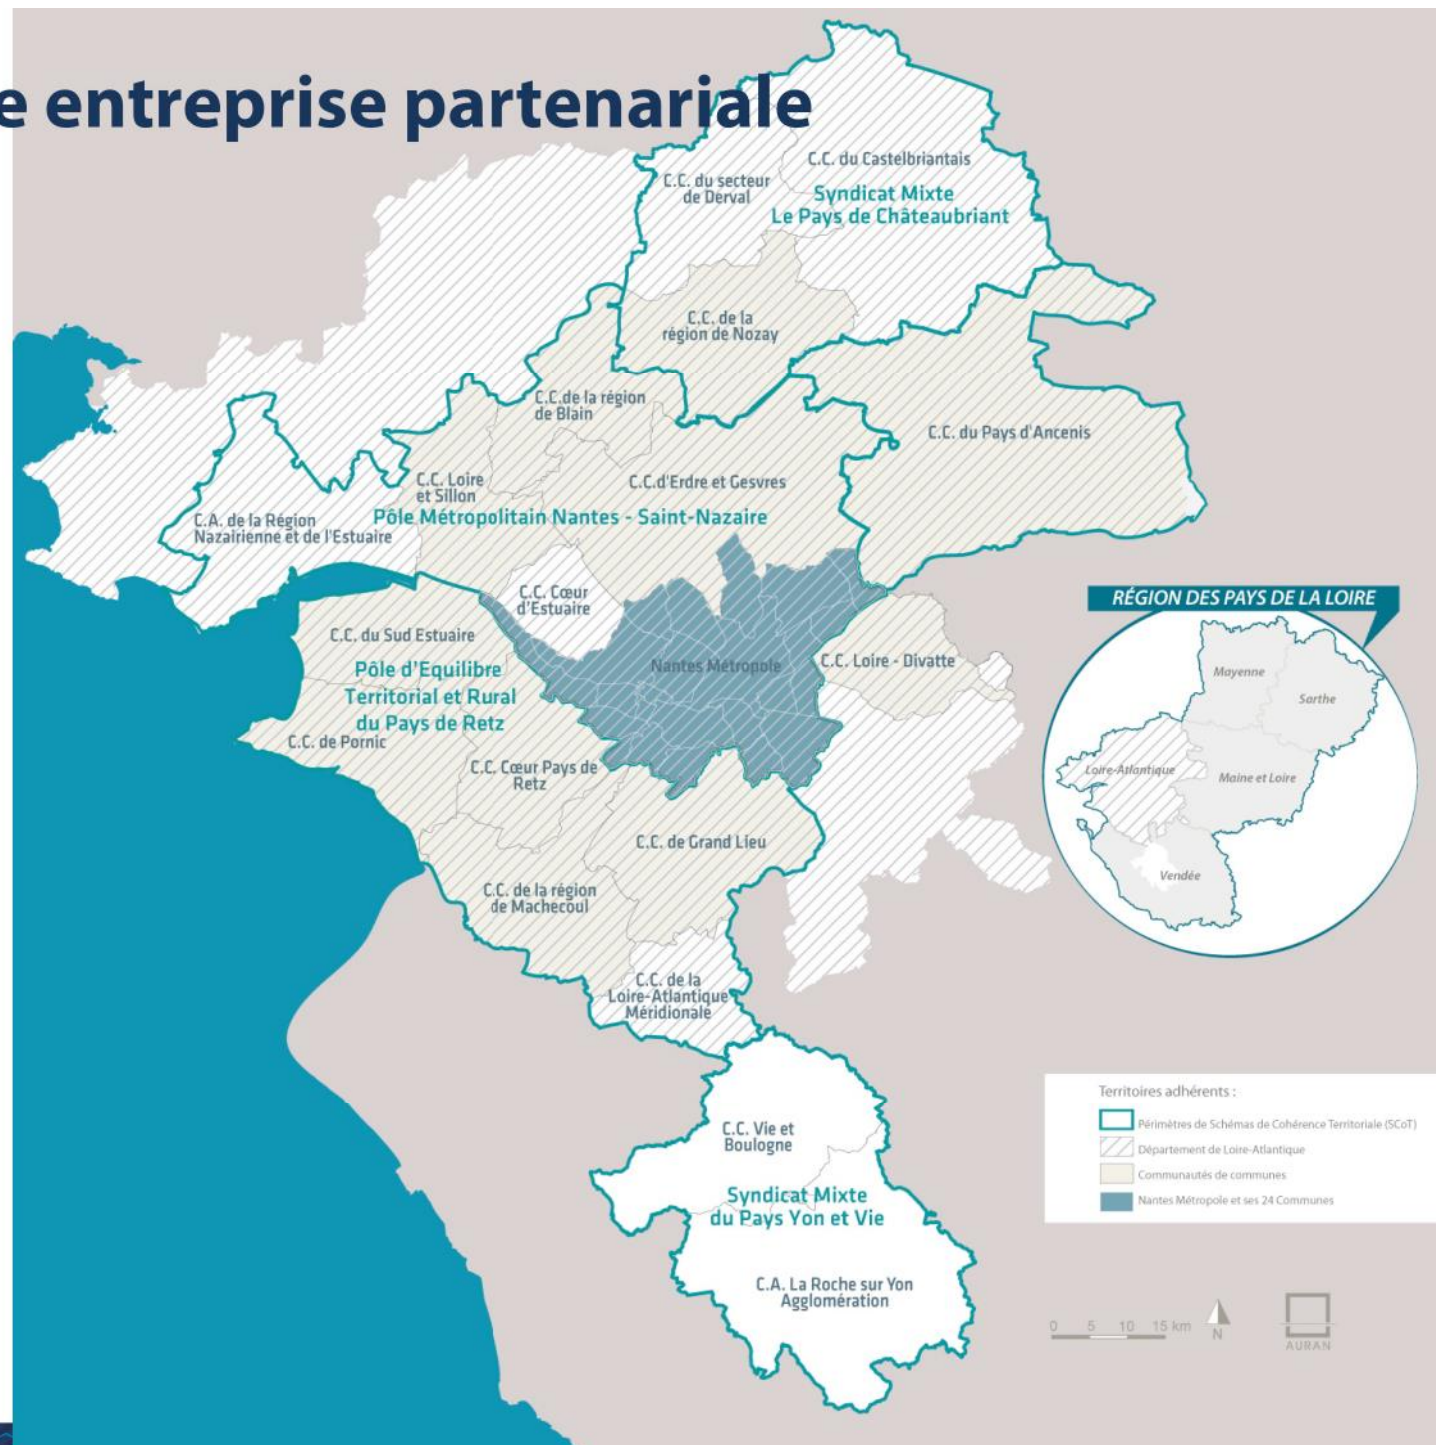 e entreprise partenariale
C.C. du Castelbriantais
C.C. du secteur
de Derval
Syndicat Mixte
Le Pays de Châteaubriant
C.C. de la
région de Nozay
C.C.de la région
de Blain
C.C. du Pays d'Ancenis
C.C. Loire
et Sillon
C.C.d'Erdre et Gesvres
C.A. de la Région
Nazairienne et de l'Estuaire
Pôle Métropolitain Nantes - Saint-Nazaire
C.C. Cœur
d'Estuaire
C.C. du Sud Estuaire
Pôle d'Equilibre
Territorial et Rural
du Pays de Retz
Nantes Métropole
C.C. Loire - Divatte
C.C. de Pornic
C.C. Cœur Pays de
Retz
C.C. de Grand Lieu
C.C. de la région
de Machecoul
C.C. de la
Loire-Atlantique
Méridionale
C.C. Vie et
Boulogne
Syndicat Mixte
du Pays Yon et Vie
C.A. La Roche sur Yon
Agglomération
RÉGION DES PAYS DE LA LOIRE
Mayenne
Sarthe
Loire-Atlantique
Maine et Loire
Vendée
Territoires adhérents :
Périmètres de Schémas de Cohérence Territoriale (SCoT)
Département de Loire-Atlantique
Communautés de communes
Nantes Métropole et ses 24 Communes
0 5 10 15 km
N
AURAN